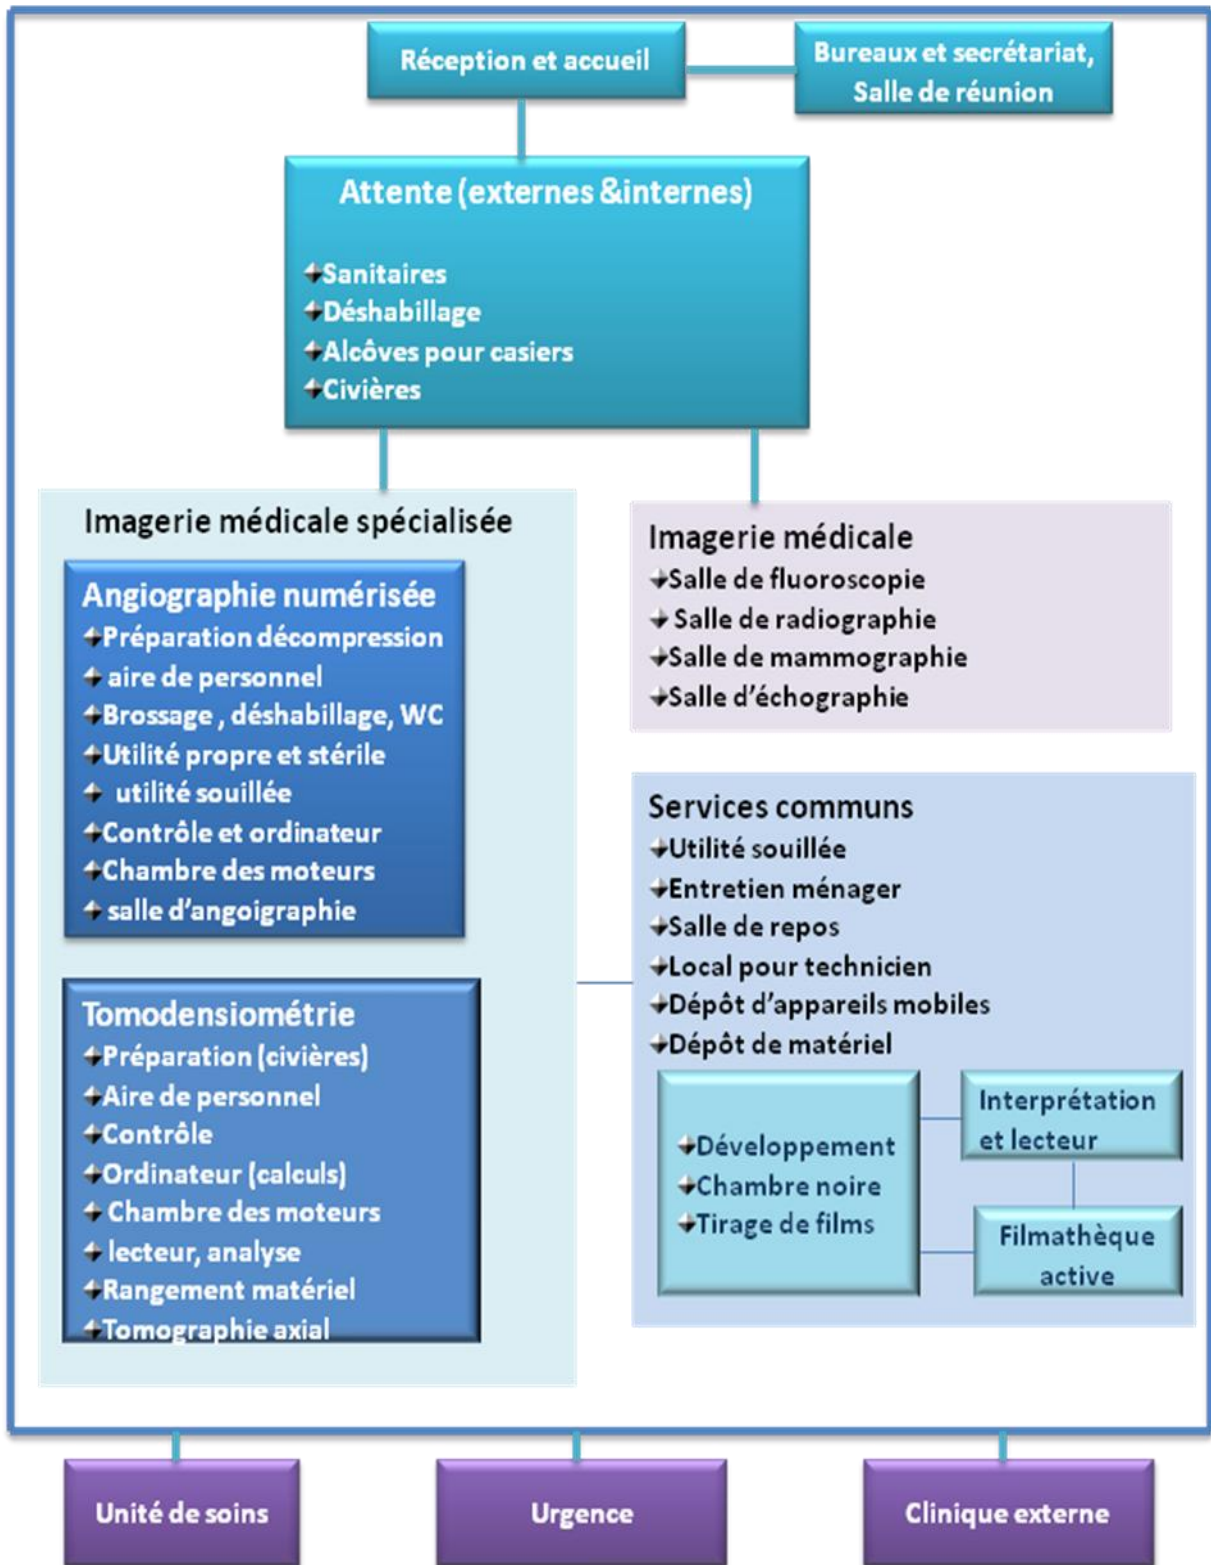 Réception et accueil
Bureaux et secrétariat,
Salle de réunion
Attente (externes &internes)
Sanitaires
Déshabillage
Alcôves pour casiers
Civières
Imagerie médicale spécialisée
Angiographie numérisée
Préparation décompression
aire de personnel
Brossage , déshabillage, WC
Utilité propre et stérile
utilité souillée
Contrôle et ordinateur
Chambre des moteurs
salle d'angoigraphie
Tomodensiométrie
Préparation (civières)
Aire de personnel
Contrôle
Ordinateur (calculs)
Chambre des moteurs
lecteur, analyse
Rangement matériel
Tomographie axial
Imagerie médicale
Salle de fluoroscopie
Salle de radiographie
Salle de mammographie
Salle d'échographie
Services communs
Utilité souillée
Entretien ménager
Salle de repos
Local pour technicien
Dépôt d'appareils mobiles
Dépôt de matériel
Développement
Chambre noire
Tirage de films
Interprétation
et lecteur
Filmathèque
active
Unité de soins
Urgence
Clinique externe